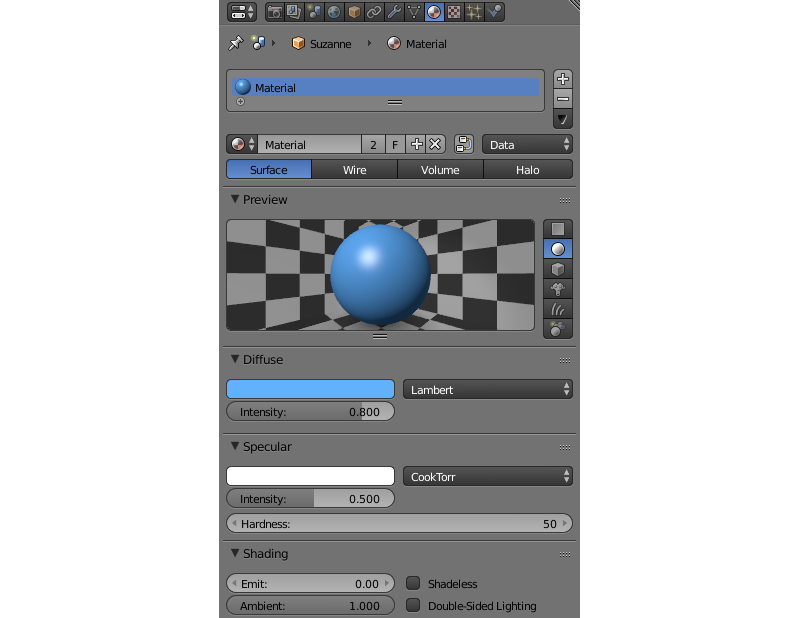 Suzanne Material
Material
Material 2 F Data
Surface Wire Volume Halo
Preview
Diffuse
Lambert
Intensity: 0.800
Specular
CookTorr
Intensity: 0.500
Hardness: 50
Shading
Emit: 0.00 Shadeless
Ambient: 1.000 Double-Sided Lighting